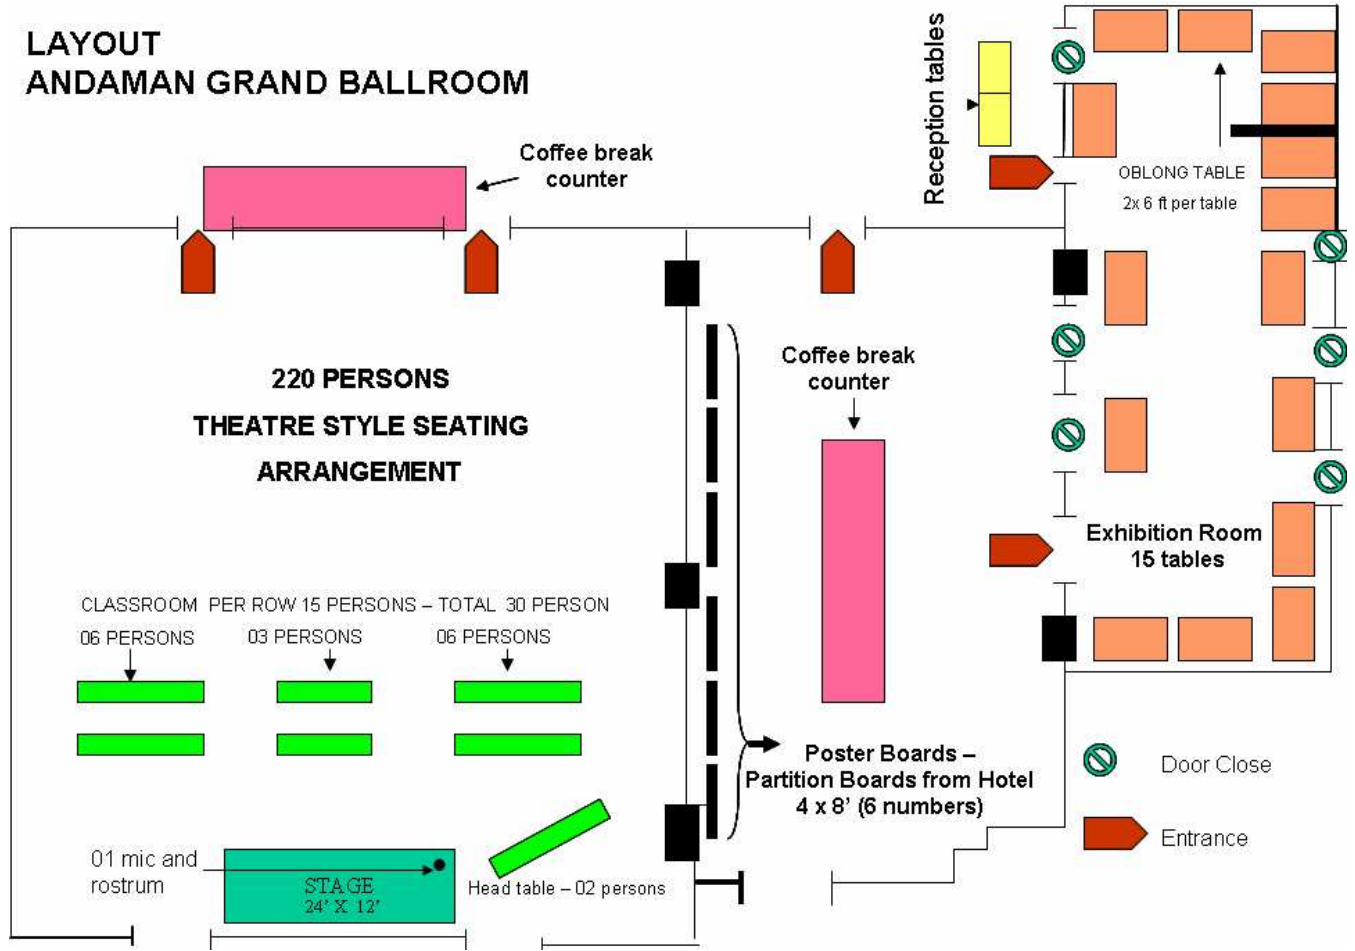 LAYOUT
ANDAMAN GRAND BALLROOM
Coffee break
counter
Reception tables
OBLONG TABLE
2x 6 ft per table
220 PERSONS
THEATRE STYLE SEATING
ARRANGEMENT
Coffee break
counter
Exhibition Room
15 tables
CLASSROOM PER ROW 15 PERSONS – TOTAL 30 PERSON
06 PERSONS
03 PERSONS
06 PERSONS
Poster Boards –
Partition Boards from Hotel
4 x 8' (6 numbers)
Door Close
Entrance
01 mic and
rostrum
STAGE
24' X 12'
Head table – 02 persons